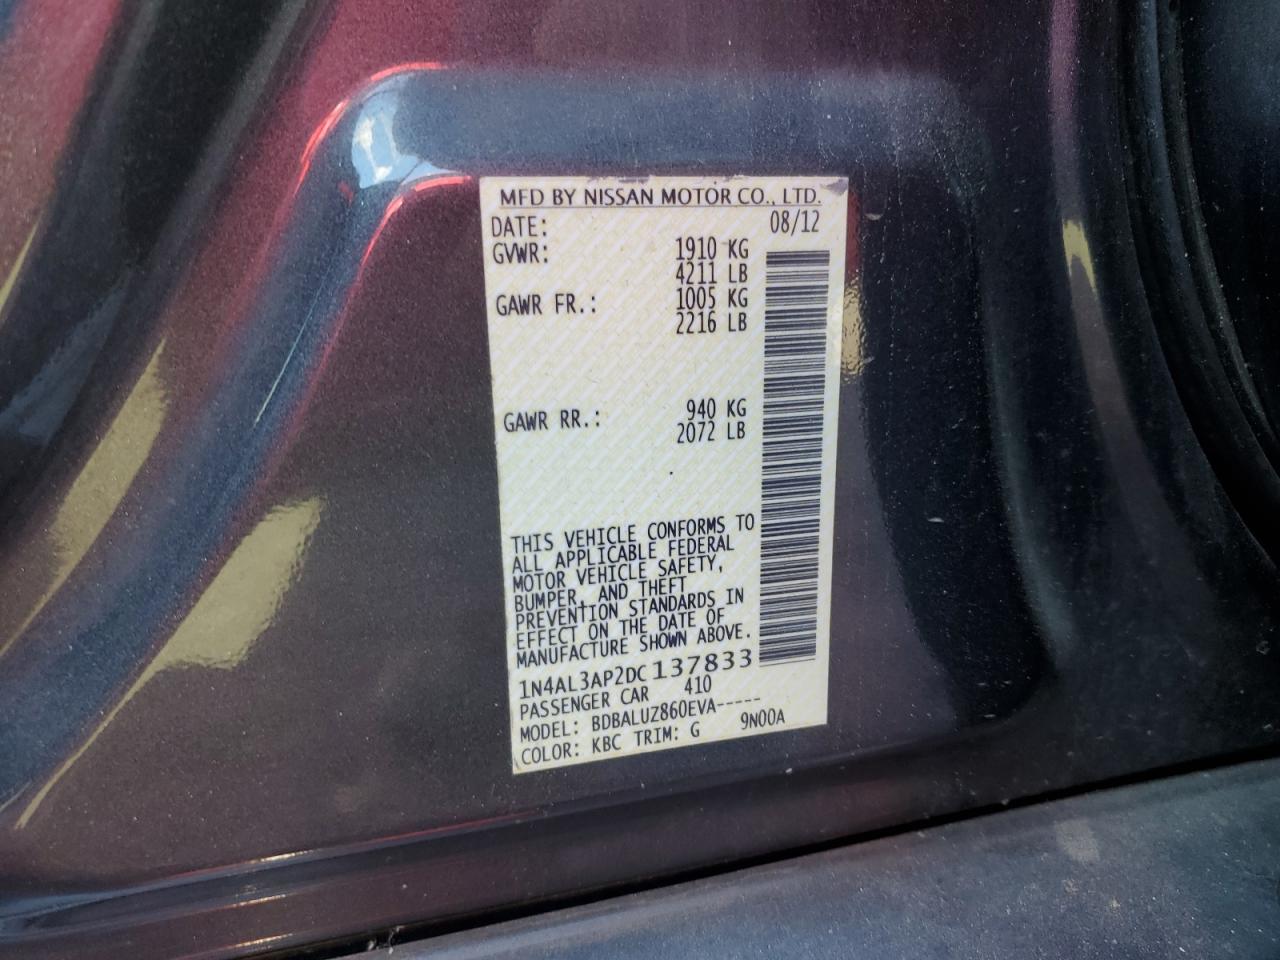 MFD BY NISSAN MOTOR CO., LTD.
DATE: 08/12
GVWR: 1910 KG
4211 LB
GAWR FR.: 1005 KG
2216 LB
GAWR RR.: 940 KG
2072 LB
THIS VEHICLE CONFORMS TO
ALL APPLICABLE FEDERAL
MOTOR VEHICLE SAFETY,
BUMPER, AND THEFT
PREVENTION STANDARDS IN
EFFECT ON THE DATE OF
MANUFACTURE SHOWN ABOVE.
1N4AL3AP2DC137833
PASSENGER CAR 410
MODEL: BDBALUZ860EVA-----
COLOR: KBC TRIM: G 9N00A